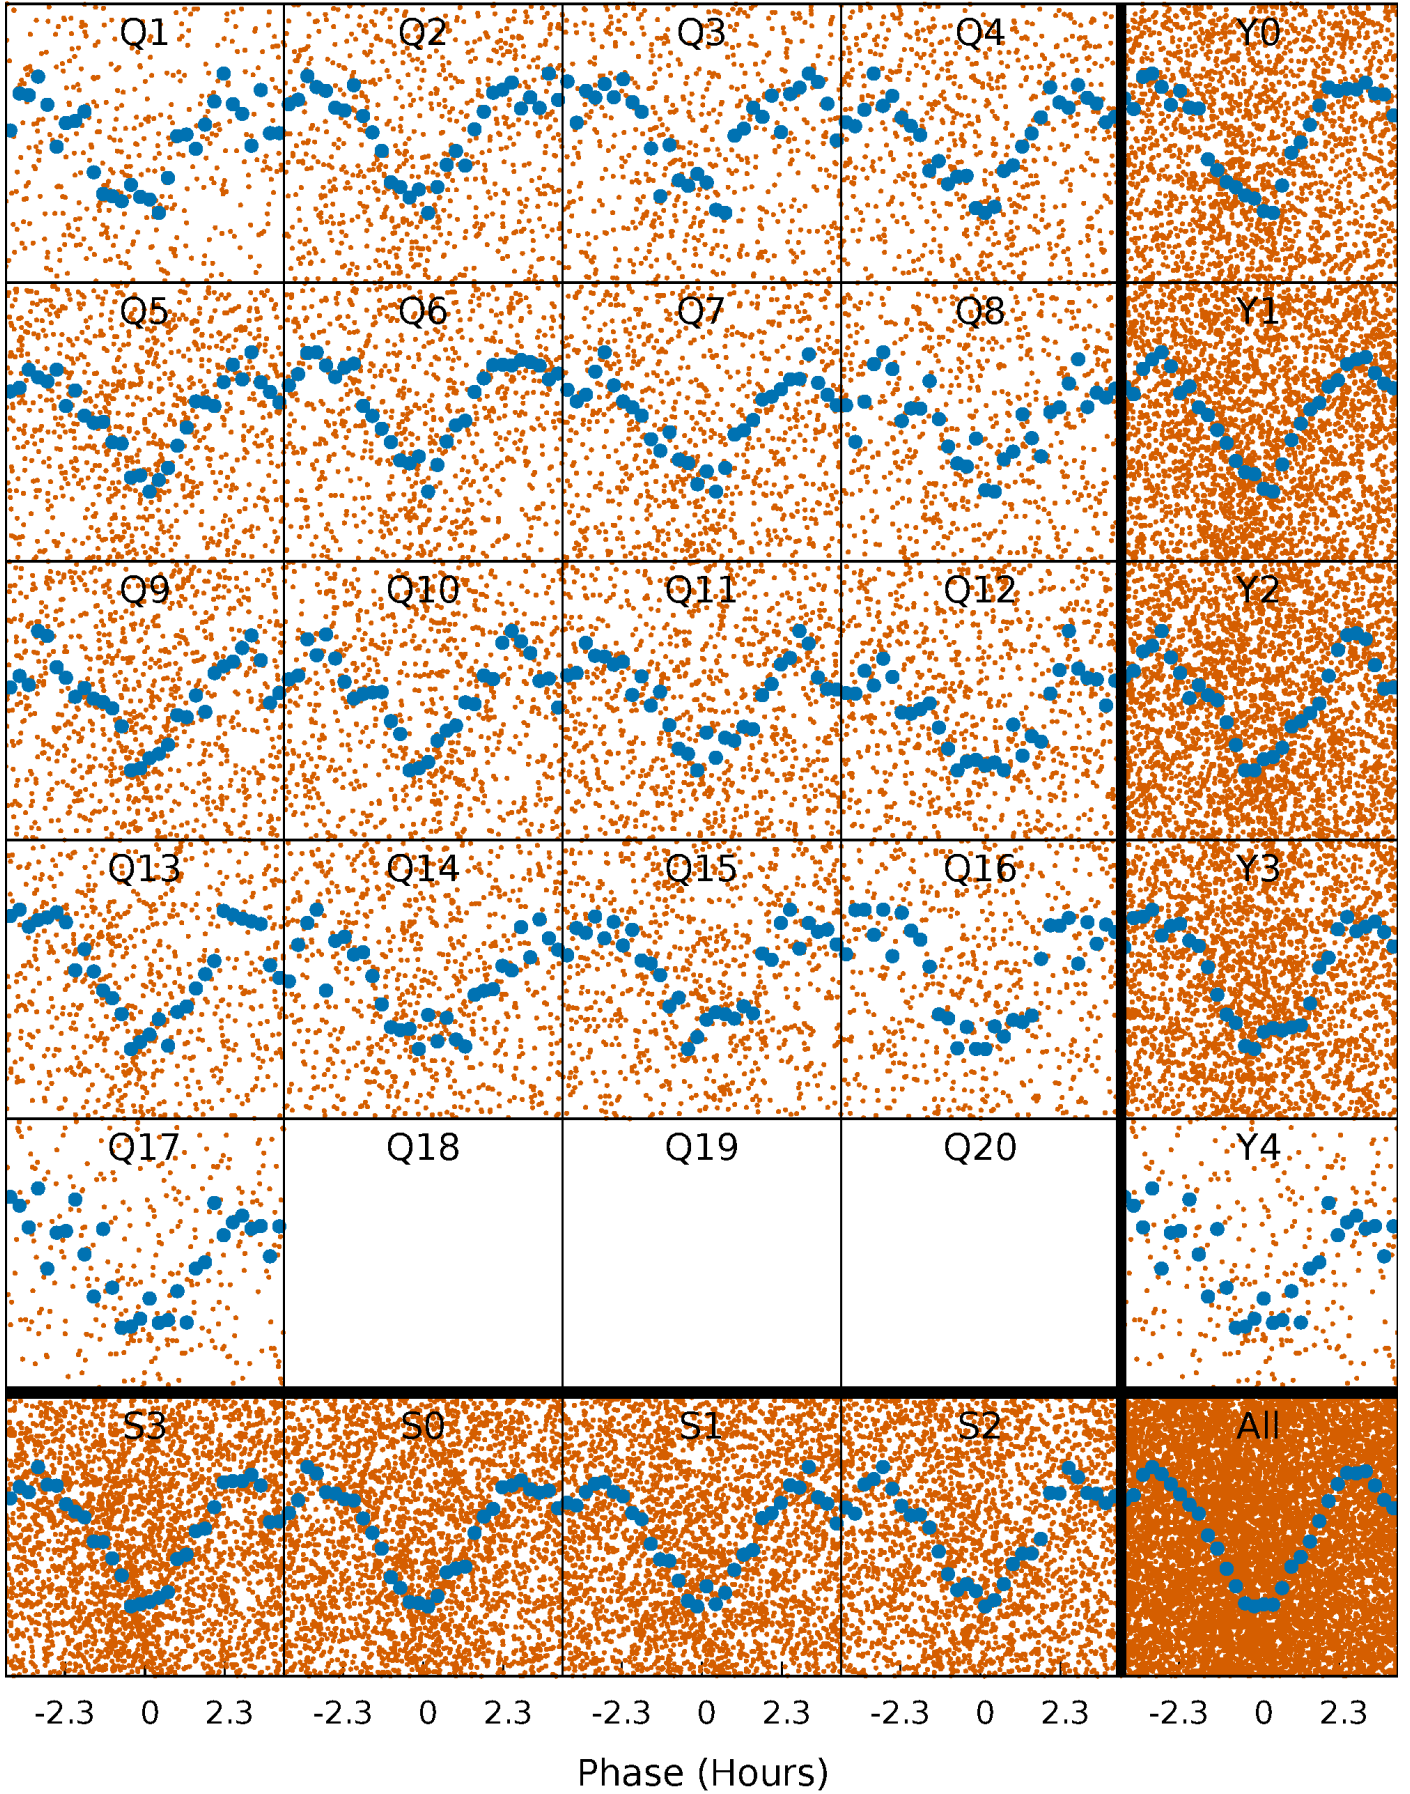 Q1 Q2 Q3 Q4 Y0
Q5 Q6 Q7 Q8 Y1
Q9 Q10 Q11 Q12 Y2
Q13 Q14 Q15 Q16 Y3
Q17 Q18 Q19 Q20 Y4
S3 S0 S1 S2 All
-2.3 0 2.3 -2.3 0 2.3 -2.3 0 2.3 -2.3 0 2.3 -2.3 0 2.3
Phase (Hours)